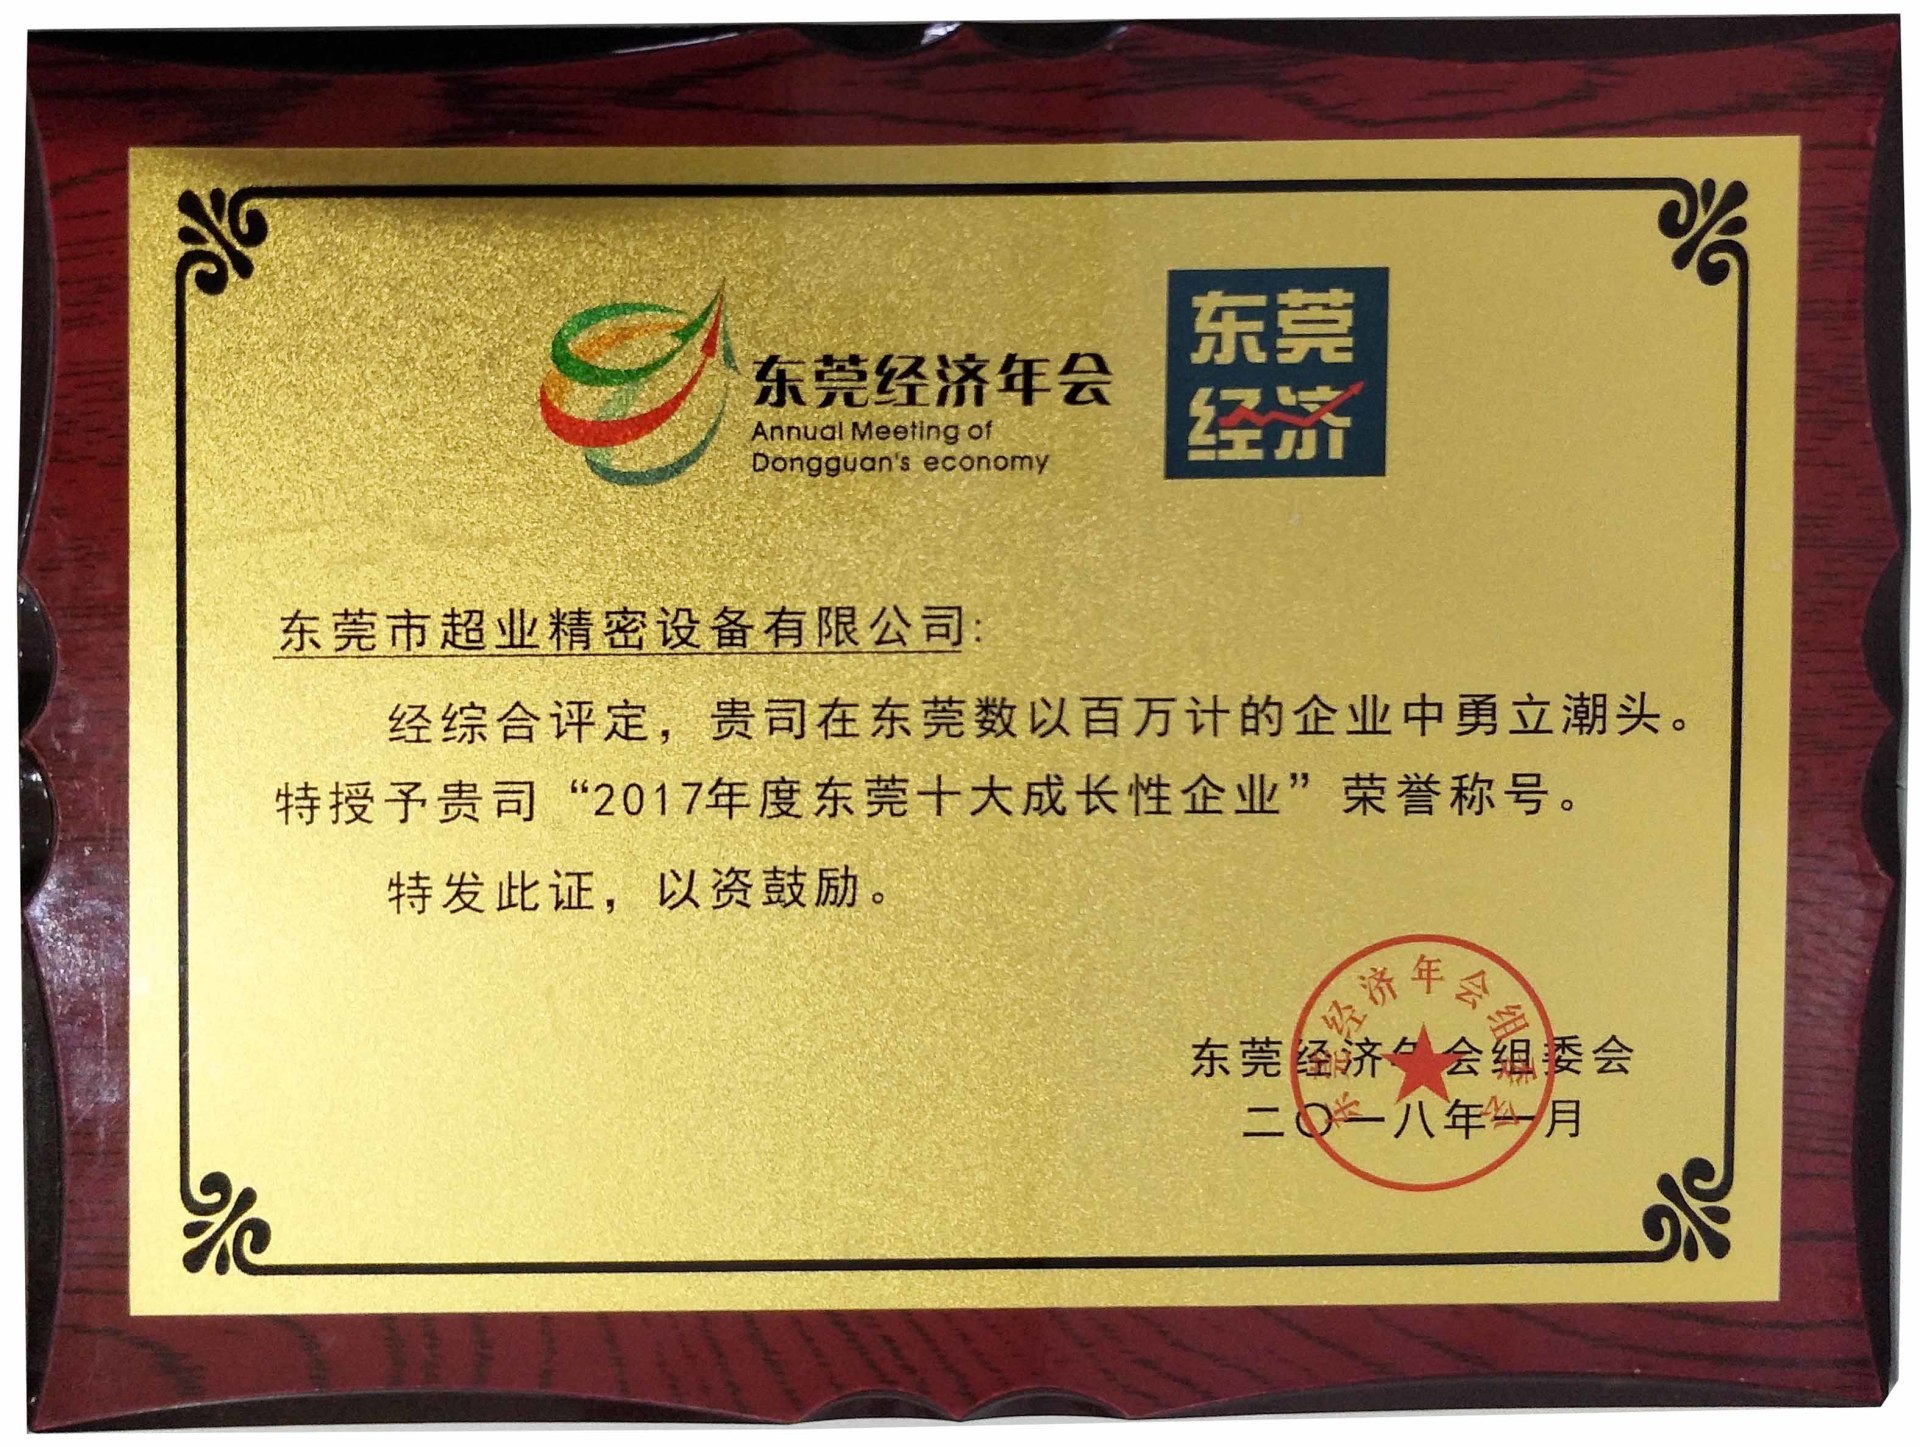 东莞经济年会
Annual Meeting of
Dongguan's economy
东莞
经济
东莞市超业精密设备有限公司:
经综合评定，贵司在东莞数以百万计的企业中勇立潮头。
特授予贵司“2017年度东莞十大成长性企业”荣誉称号。
特发此证，以资鼓励。
东莞经济年会组委会
东莞经济年会组委会
二〇一八年一月